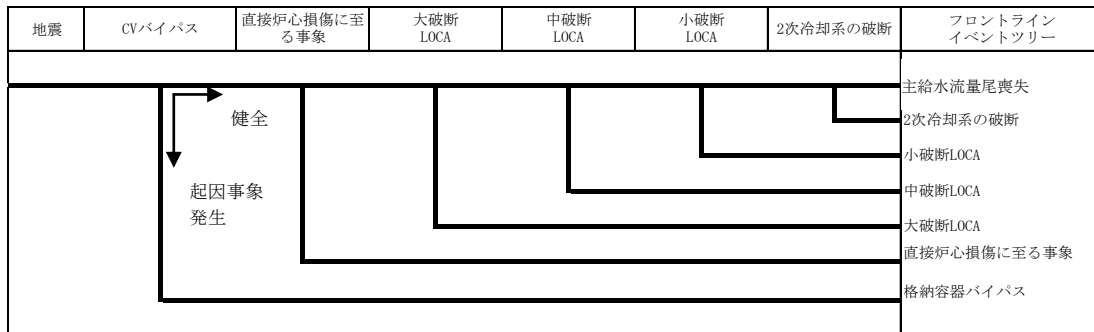 地震
CVバイパス
直接炉心損傷に至
る事象
大破断
LOCA
中破断
LOCA
小破断
LOCA
2次冷却系の破断
フロントライン
イベントツリー
主給水流量尾喪失
健全
2次冷却系の破断
小破断LOCA
起因事象
発生
中破断LOCA
大破断LOCA
直接炉心損傷に至る事象
格納容器バイパス